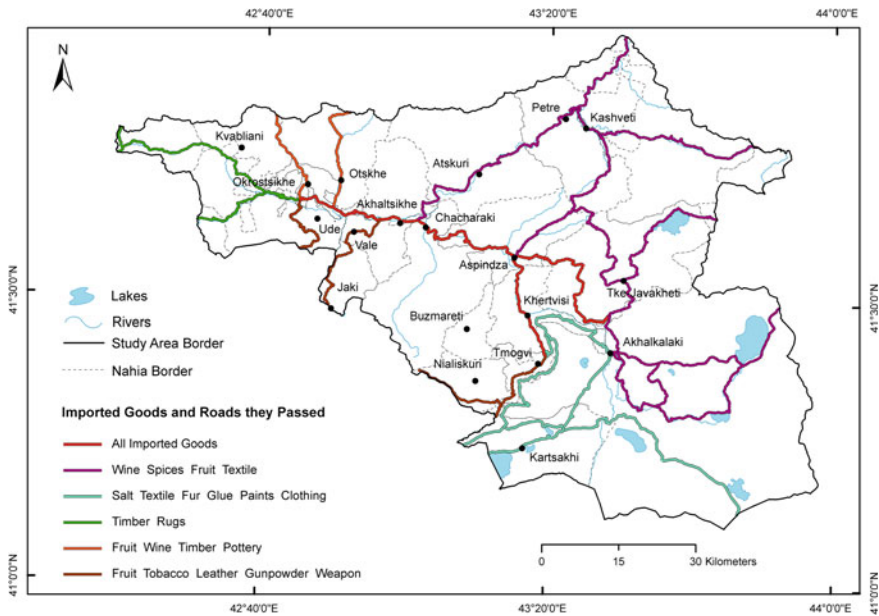 42°40'0"E 43°20'0"E 44°0'0"E
N
Petre
Kashveti
Kvabliani
Atskuri
Otskhe
Okrostsikhe
Akhaltsikhe
Chacharaki
Ude
Vale
Aspindza
41°30'0"N
41°30'0"N
Jaki
Khertvisi
Tke-Javakheti
Lakes
Rivers
Buzmareti
Study Area Border
Akhalkalaki
Tmogvi
Nahia Border
Nialiskuri
Imported Goods and Roads they Passed
All Imported Goods
Kartsakhi
Wine Spices Fruit Textile
Salt Textile Fur Glue Paints Clothing
Timber Rugs
Fruit Wine Timber Pottery
0 15 30 Kilometers
Fruit Tobacco Leather Gunpowder Weapon
41°0'0"N
41°0'0"N
42°40'0"E 43°20'0"E 44°0'0"E